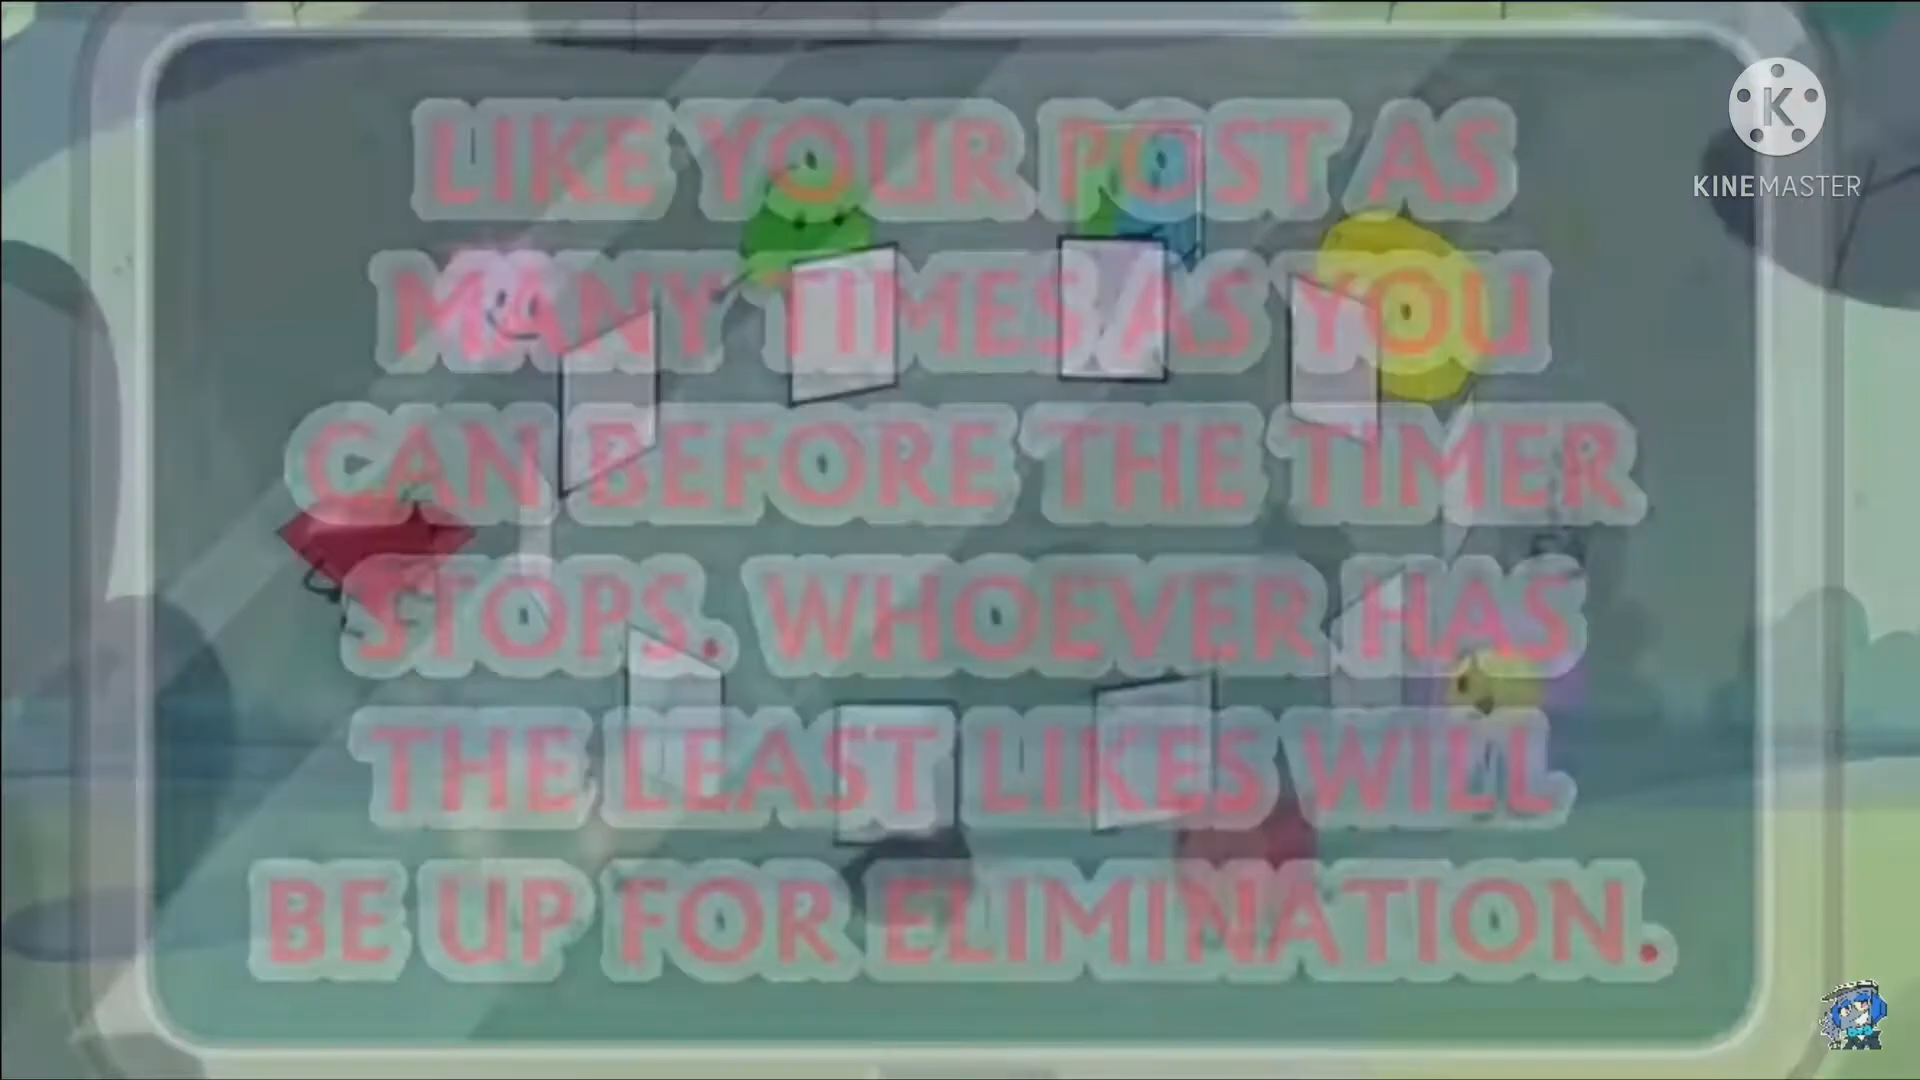 LIKE YOUR POST AS
MANY TIMES AS YOU
CAN BEFORE THE TIMER
STOPS. WHOEVER HAS
THE LEAST LIKES WILL
BE UP FOR ELIMINATION.
K
KINEMASTER